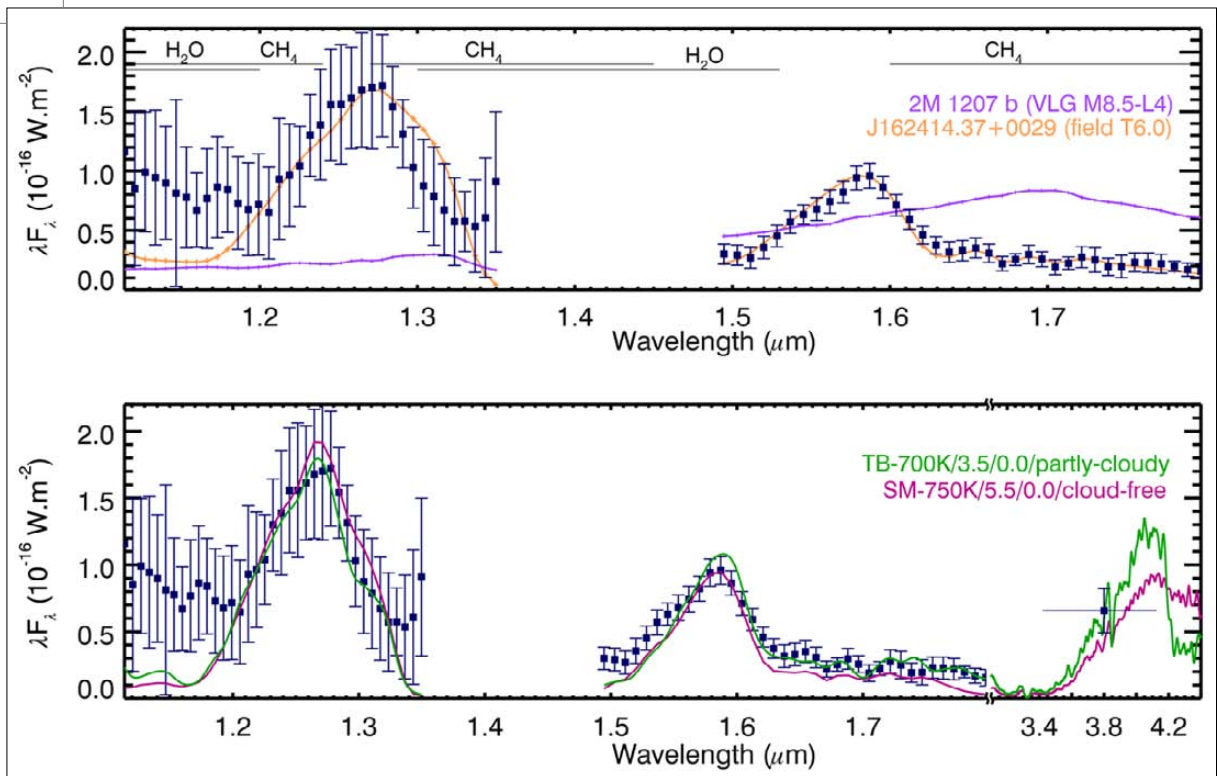 2.0
1.5
1.0
0.5
0.0
λFλ (10⁻¹⁶ W.m⁻²)
H₂O CH₄ CH₄ H₂O CH₄
2M 1207 b (VLG M8.5-L4)
J162414.37+0029 (field T6.0)
1.2 1.3 1.4 1.5 1.6 1.7
Wavelength (μm)
2.0
1.5
1.0
0.5
0.0
λFλ (10⁻¹⁶ W.m⁻²)
TB-700K/3.5/0.0/partly-cloudy
SM-750K/5.5/0.0/cloud-free
1.2 1.3 1.4 1.5 1.6 1.7 3.4 3.8 4.2
Wavelength (μm)